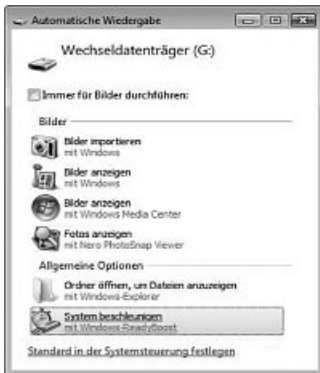 Automatische Wiedergabe
Wechseldatenträger (G:)
Immer für Bilder durchführen:
Bilder
Bilder importieren
mit Windows
Bilder anzeigen
mit Windows
Bilder anzeigen
mit Windows Media Center
Fotos anzeigen
mit Nero PhotoSnap Viewer
Allgemeine Optionen
Ordner öffnen, um Dateien anzuzeigen
mit Windows-Explorer
System beschleunigen
mit Windows-ReadyBoost
Standard in der Systemsteuerung festlegen